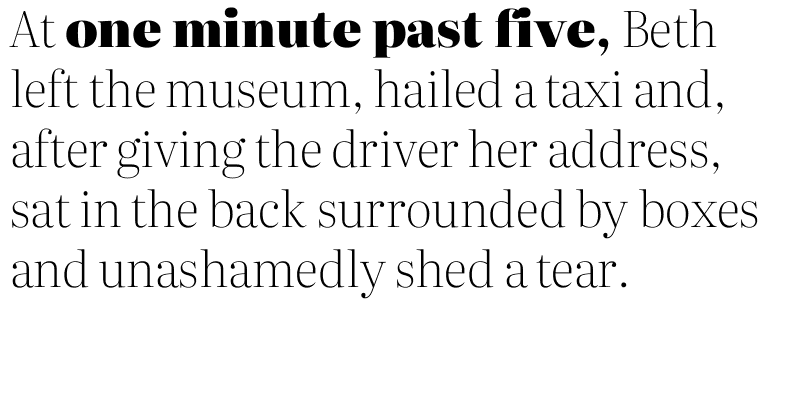 At one minute past five, Beth
left the museum, hailed a taxi and,
after giving the driver her address,
sat in the back surrounded by boxes
and unashamedly shed a tear.